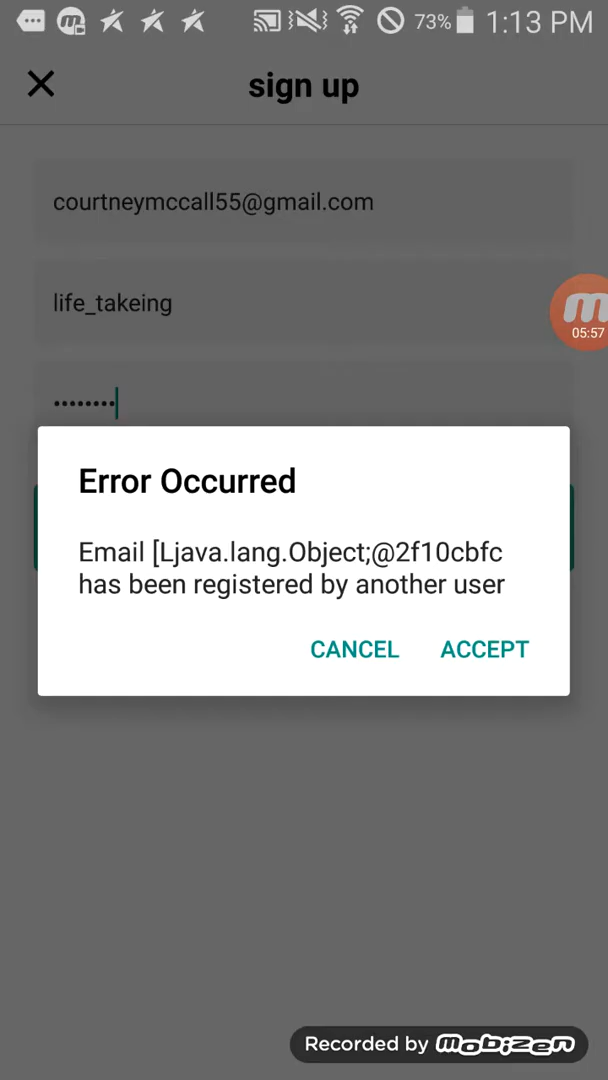 73% 1:13 PM
sign up
courtneymccall55@gmail.com
life_takeing
••••••••
05:57
Error Occurred
Email [Ljava.lang.Object;@2f10cbfc
has been registered by another user
CANCEL ACCEPT
Recorded by mobizen